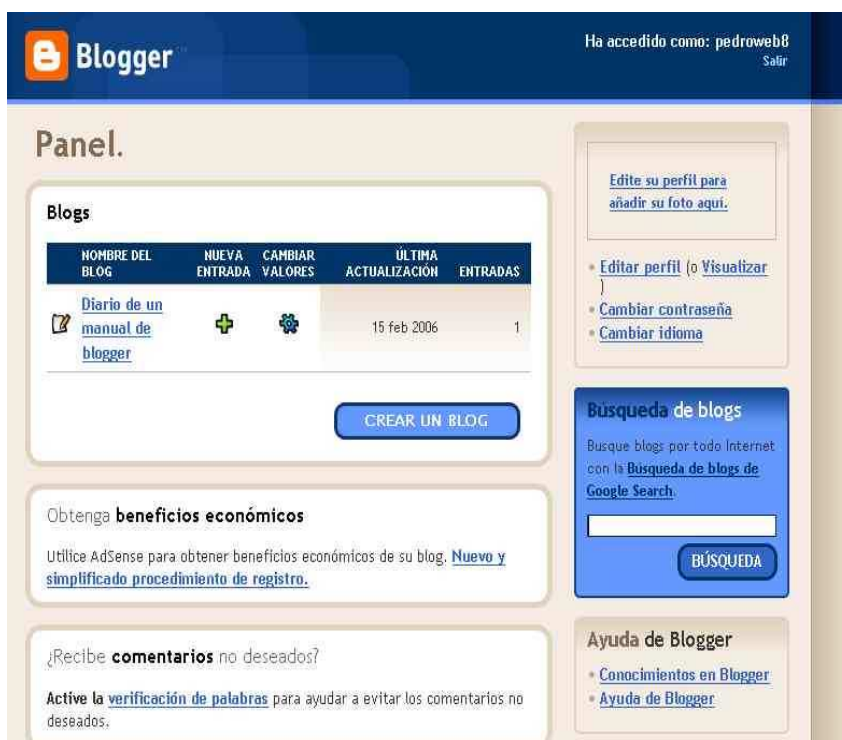 Blogger™
Ha accedido como: pedroweb8
Salir
Panel.
Blogs
NOMBRE DEL BLOG
NUEVA ENTRADA
CAMBIAR VALORES
ÚLTIMA ACTUALIZACIÓN
ENTRADAS
Diario de un
manual de
blogger
15 feb 2006
1
CREAR UN BLOG
Obtenga beneficios económicos
Utilice AdSense para obtener beneficios económicos de su blog. Nuevo y
simplificado procedimiento de registro.
¿Recibe comentarios no deseados?
Active la verificación de palabras para ayudar a evitar los comentarios no
deseados.
Edite su perfil para
añadir su foto aquí.
Editar perfil (o Visualizar
)
Cambiar contraseña
Cambiar idioma
Búsqueda de blogs
Busque blogs por todo Internet
con la Búsqueda de blogs de
Google Search.
BÚSQUEDA
Ayuda de Blogger
Conocimientos en Blogger
Ayuda de Blogger